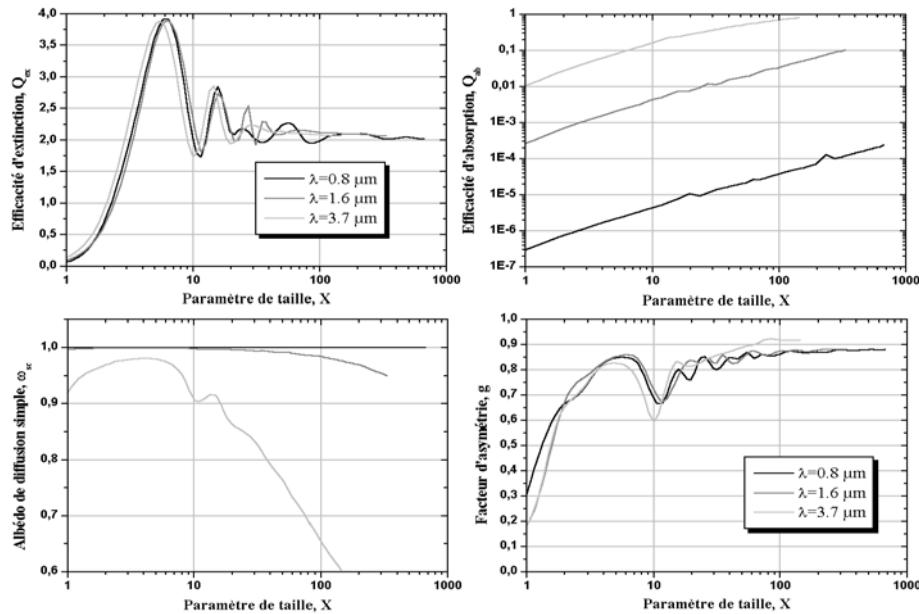 Efficacité d'extinction, Q_ex
4,0
3,5
3,0
2,5
2,0
1,5
1,0
0,5
0,0
λ=0.8 µm
λ=1.6 µm
λ=3.7 µm
1 10 100 1000
Paramètre de taille, X
Efficacité d'absorption, Q_ab
1
0,1
0,01
1E-3
1E-4
1E-5
1E-6
1E-7
1 10 100 1000
Paramètre de taille, X
Albédo de diffusion simple, ω_sc
1,0
0,9
0,8
0,7
0,6
1 10 100 1000
Paramètre de taille, X
Facteur d'asymétrie, g
1,0
0,9
0,8
0,7
0,6
0,5
0,4
0,3
0,2
0,1
0,0
λ=0.8 µm
λ=1.6 µm
λ=3.7 µm
1 10 100 1000
Paramètre de taille, X